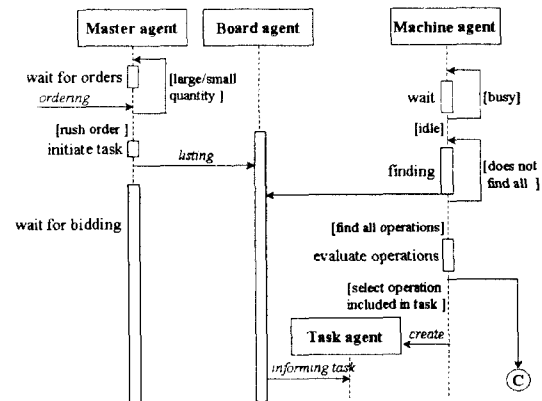 Master agent
Board agent
Machine agent
wait for orders
[large/small
quantity ]
ordering
wait
[busy]
[rush order ]
initiate task
listing
[idle]
finding
[does not
find all ]
wait for bidding
[find all operations]
evaluate operations
[select operation
included in task ]
Task agent
create
informing task
C